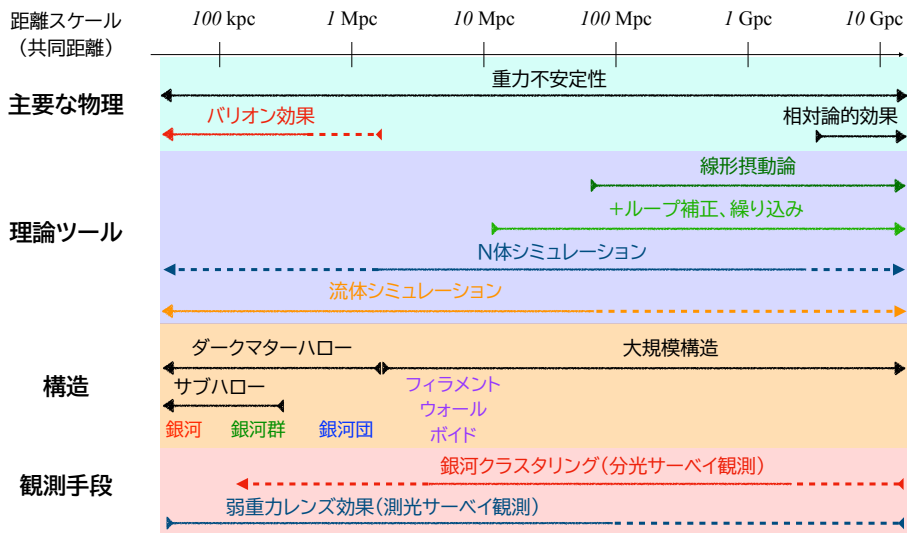 距離スケール
（共同距離）
100 kpc
1 Mpc
10 Mpc
100 Mpc
1 Gpc
10 Gpc
主要な物理
重力不安定性
バリオン効果
相対論的効果
理論ツール
線形摂動論
＋ループ補正、繰り込み
N体シミュレーション
流体シミュレーション
構造
ダークマターハロー
大規模構造
サブハロー
フィラメント
ウォール
ボイド
銀河
銀河群
銀河団
観測手段
銀河クラスタリング（分光サーベイ観測）
弱重力レンズ効果（測光サーベイ観測）